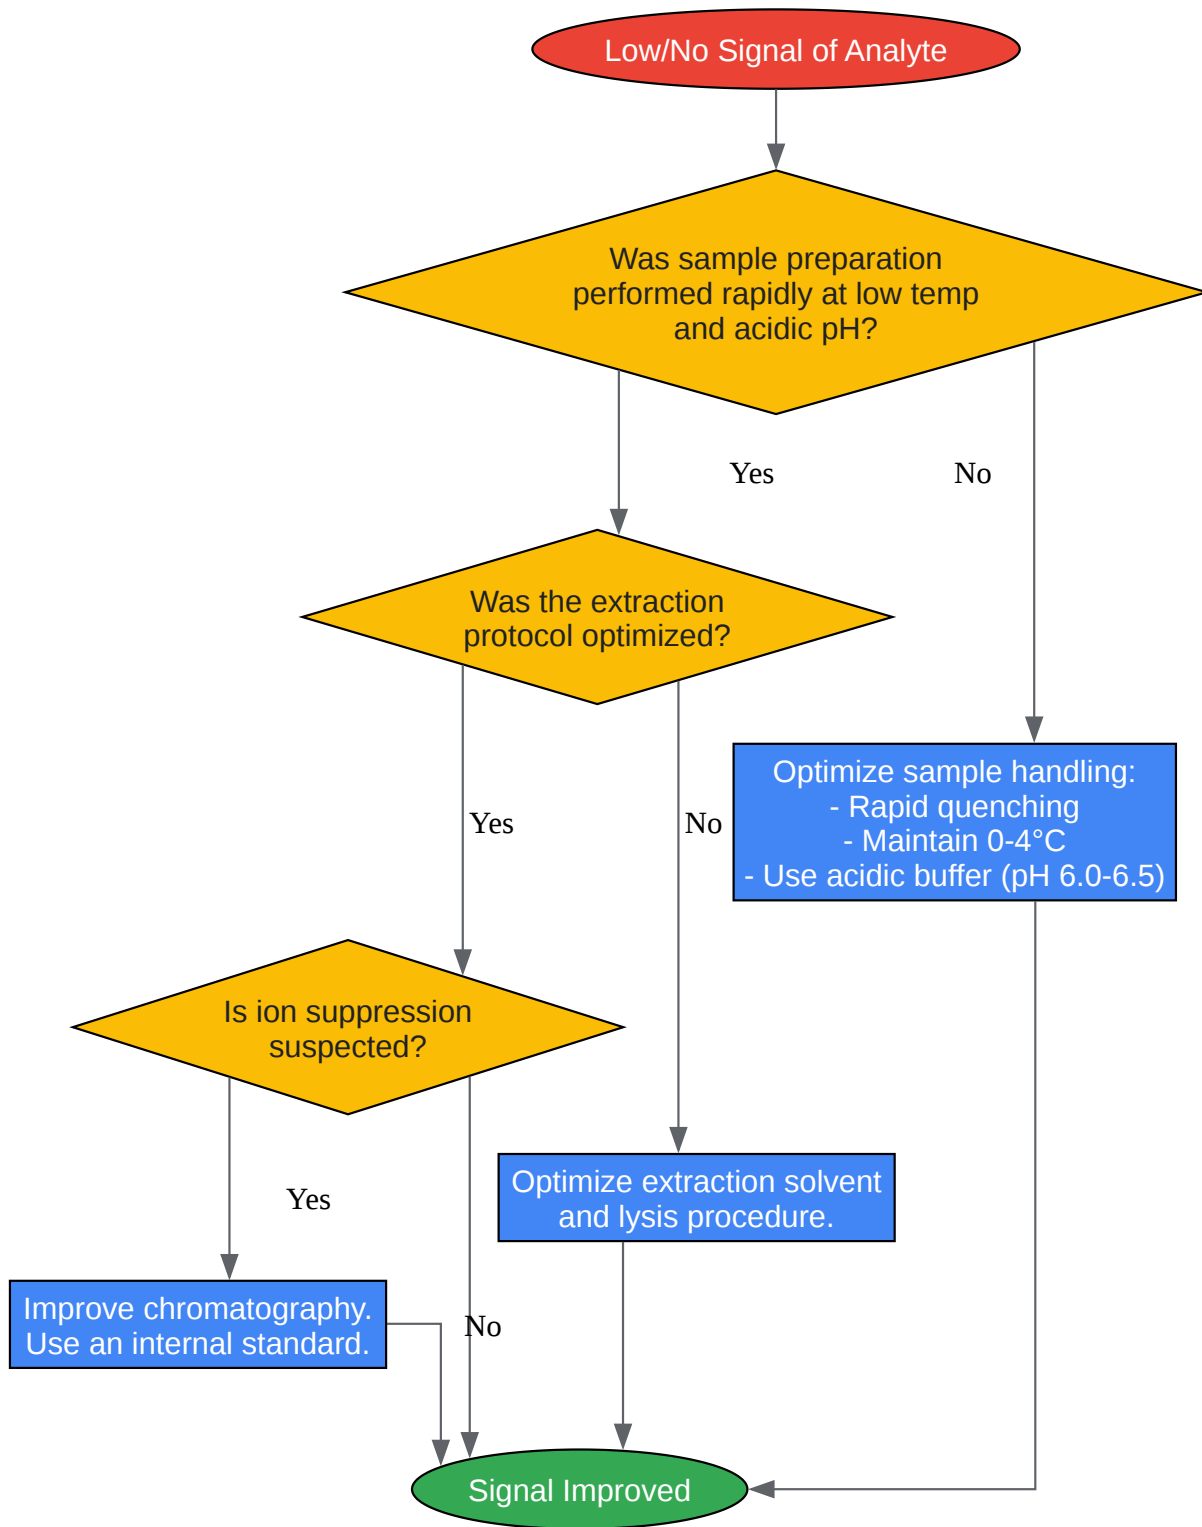 Low/No Signal of Analyte
Was sample preparation
performed rapidly at low temp
and acidic pH?
Yes
No
Was the extraction
protocol optimized?
Yes
No
Optimize sample handling:
- Rapid quenching
- Maintain 0-4°C
- Use acidic buffer (pH 6.0-6.5)
Is ion suppression
suspected?
Yes
No
Optimize extraction solvent
and lysis procedure.
Improve chromatography.
Use an internal standard.
Signal Improved